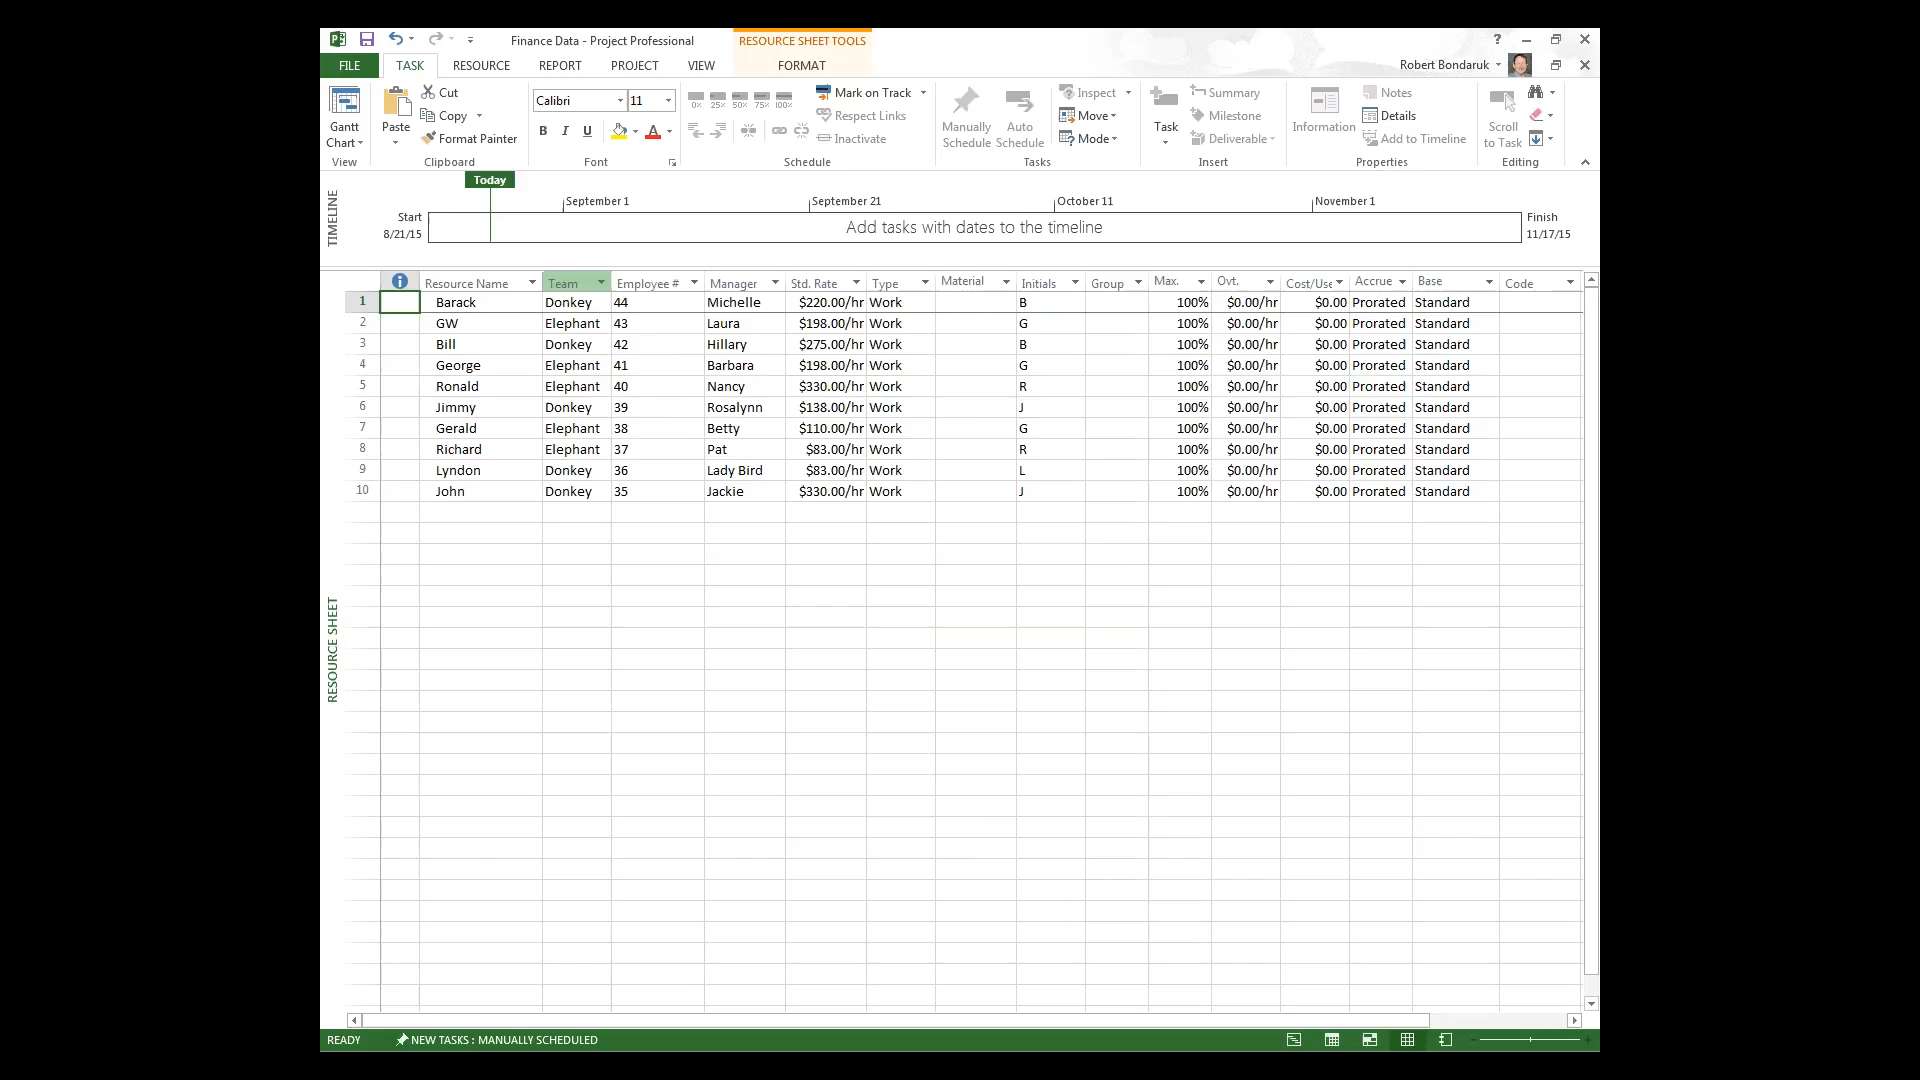 Finance Data - Project Professional
RESOURCE SHEET TOOLS
?
FILE TASK RESOURCE REPORT PROJECT VIEW FORMAT
Robert Bondaruk
Gantt Chart
View
Paste
Cut
Copy
Format Painter
Clipboard
Calibri 11
B I U A
Font
0% 25% 50% 75% 100%
Mark on Track
Respect Links
Inactivate
Schedule
Manually Schedule
Auto Schedule
Inspect
Move
Mode
Tasks
Task
Summary
Milestone
Deliverable
Insert
Information
Notes
Details
Add to Timeline
Properties
Scroll to Task
Editing
TIMELINE
Today
September 1 September 21 October 11 November 1
Start
8/21/15
Add tasks with dates to the timeline
Finish
11/17/15
Resource Name Team Employee # Manager Std. Rate Type Material Initials Group Max. Ovt. Cost/Use Accrue Base Code
1 Barack Donkey 44 Michelle $220.00/hr Work B 100% $0.00/hr $0.00 Prorated Standard
2 GW Elephant 43 Laura $198.00/hr Work G 100% $0.00/hr $0.00 Prorated Standard
3 Bill Donkey 42 Hillary $275.00/hr Work B 100% $0.00/hr $0.00 Prorated Standard
4 George Elephant 41 Barbara $198.00/hr Work G 100% $0.00/hr $0.00 Prorated Standard
5 Ronald Elephant 40 Nancy $330.00/hr Work R 100% $0.00/hr $0.00 Prorated Standard
6 Jimmy Donkey 39 Rosalynn $138.00/hr Work J 100% $0.00/hr $0.00 Prorated Standard
7 Gerald Elephant 38 Betty $110.00/hr Work G 100% $0.00/hr $0.00 Prorated Standard
8 Richard Elephant 37 Pat $83.00/hr Work R 100% $0.00/hr $0.00 Prorated Standard
9 Lyndon Donkey 36 Lady Bird $83.00/hr Work L 100% $0.00/hr $0.00 Prorated Standard
10 John Donkey 35 Jackie $330.00/hr Work J 100% $0.00/hr $0.00 Prorated Standard
RESOURCE SHEET
READY NEW TASKS : MANUALLY SCHEDULED